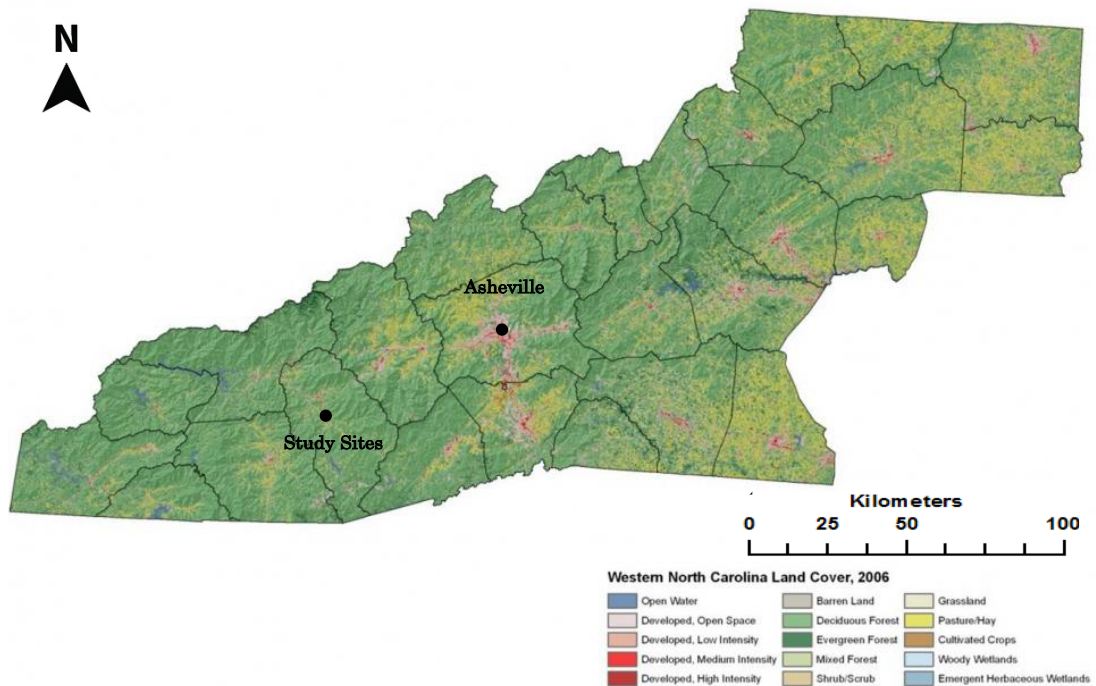 N
Asheville
Study Sites
Kilometers
0 25 50 100
Western North Carolina Land Cover, 2006
Open Water
Developed, Open Space
Developed, Low Intensity
Developed, Medium Intensity
Developed, High Intensity
Barren Land
Deciduous Forest
Evergreen Forest
Mixed Forest
Shrub/Scrub
Grassland
Pasture/Hay
Cultivated Crops
Woody Wetlands
Emergent Herbaceous Wetlands